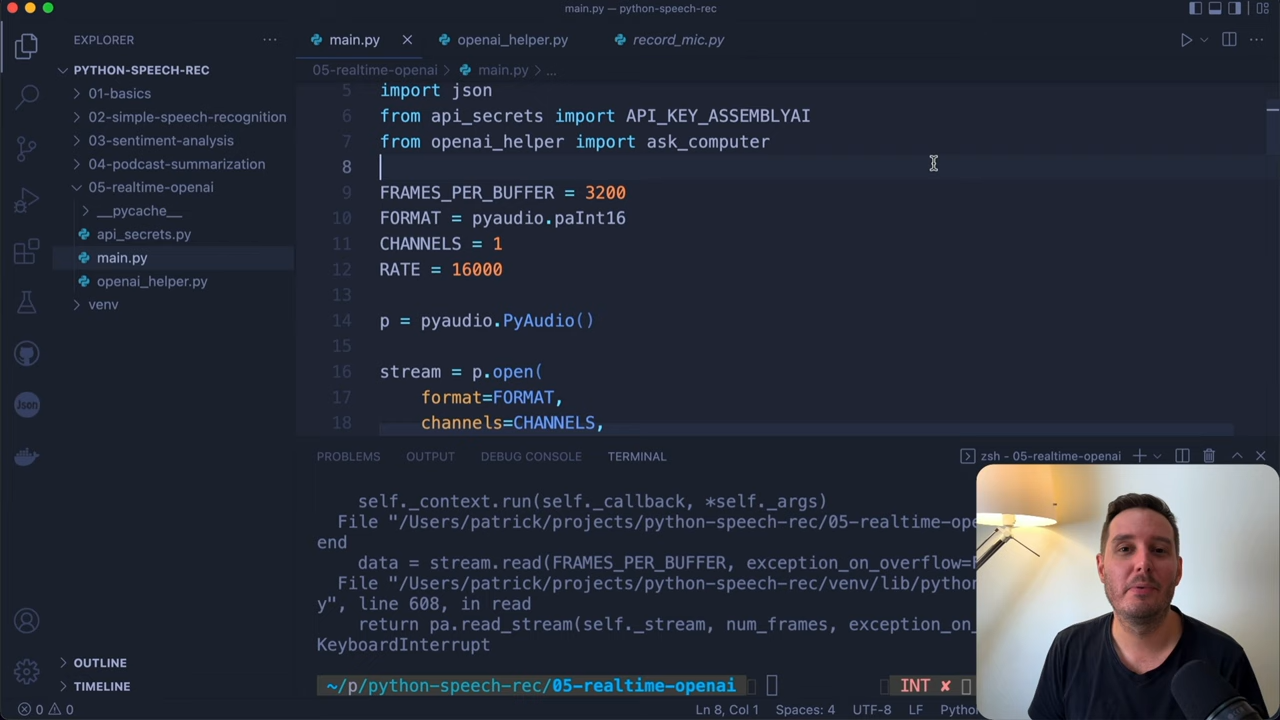 main.py — python-speech-rec
EXPLORER
main.py
openai_helper.py
record_mic.py
PYTHON-SPEECH-REC
05-realtime-openai
main.py
...
01-basics
02-simple-speech-recognition
03-sentiment-analysis
04-podcast-summarization
05-realtime-openai
__pycache__
api_secrets.py
main.py
openai_helper.py
venv
5 import json
6 from api_secrets import API_KEY_ASSEMBLYAI
7 from openai_helper import ask_computer
8
9 FRAMES_PER_BUFFER = 3200
10 FORMAT = pyaudio.paInt16
11 CHANNELS = 1
12 RATE = 16000
13
14 p = pyaudio.PyAudio()
15
16 stream = p.open(
17 format=FORMAT,
18 channels=CHANNELS,
PROBLEMS OUTPUT DEBUG CONSOLE TERMINAL
zsh - 05-realtime-openai
self._context.run(self._callback, *self._args)
File "/Users/patrick/projects/python-speech-rec/05-realtime-ope
end
data = stream.read(FRAMES_PER_BUFFER, exception_on_overflow=
File "/Users/patrick/projects/python-speech-rec/venv/lib/python
y", line 608, in read
return pa.read_stream(self._stream, num_frames, exception_on_
KeyboardInterrupt
~/p/python-speech-rec/05-realtime-openai
INT ✘
Json
OUTLINE
TIMELINE
0 0
Ln 8, Col 1 Spaces: 4 UTF-8 LF Python